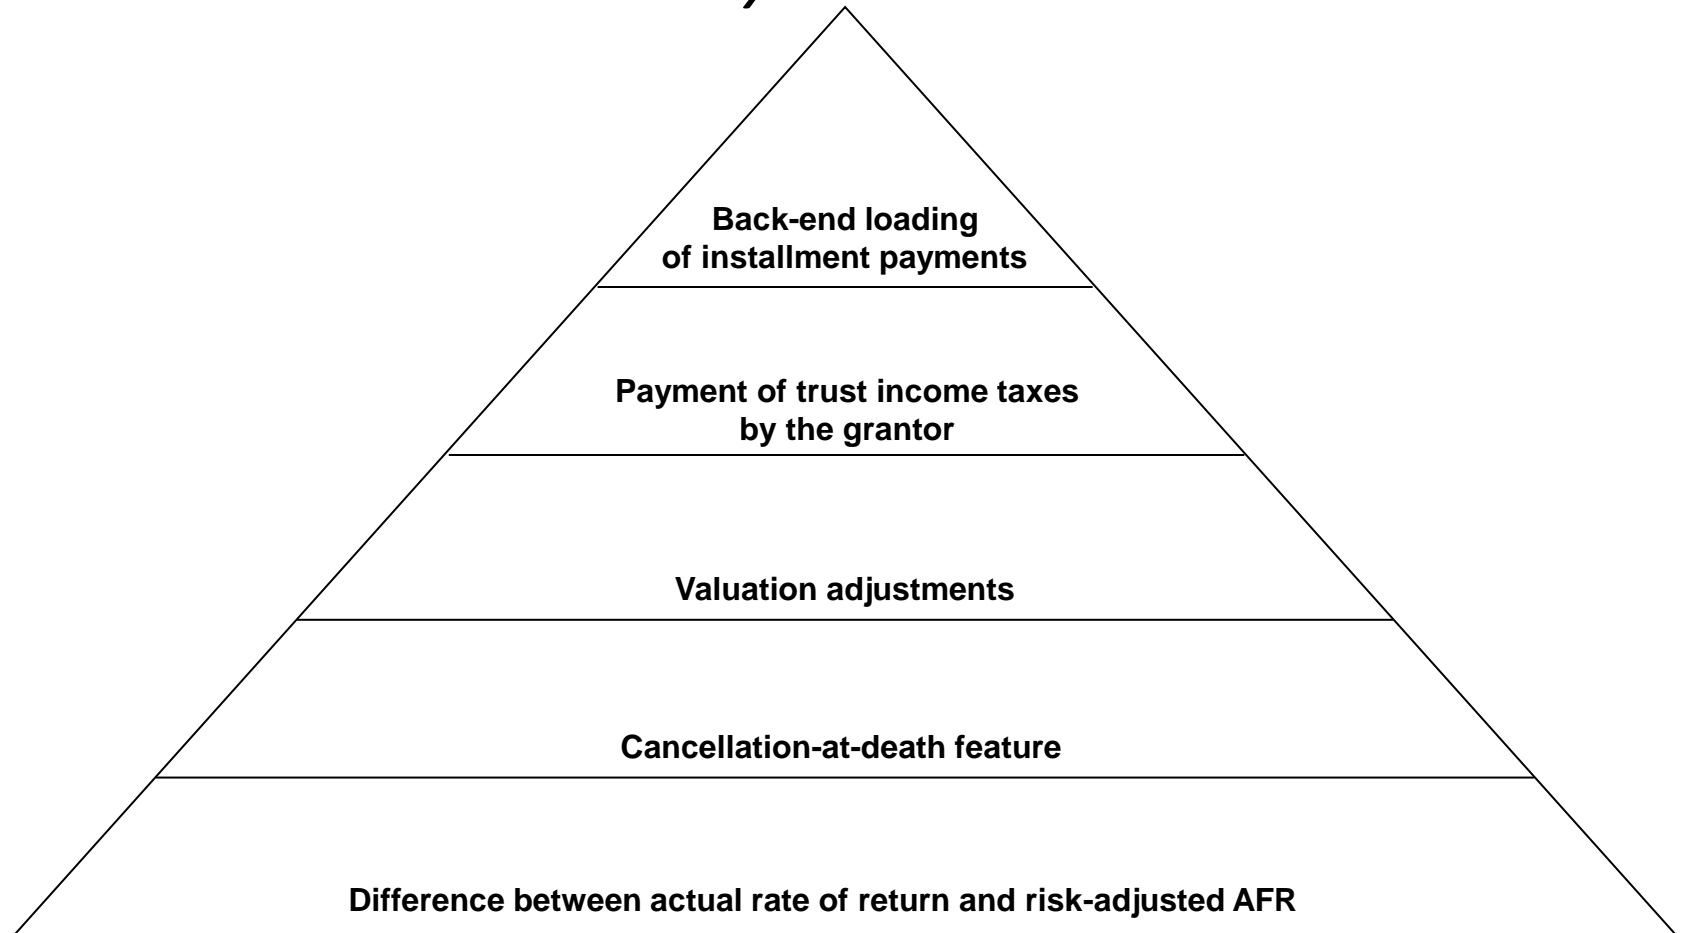 Back-end loading
of installment payments
Payment of trust income taxes
by the grantor
Valuation adjustments
Cancellation-at-death feature
Difference between actual rate of return and risk-adjusted AFR